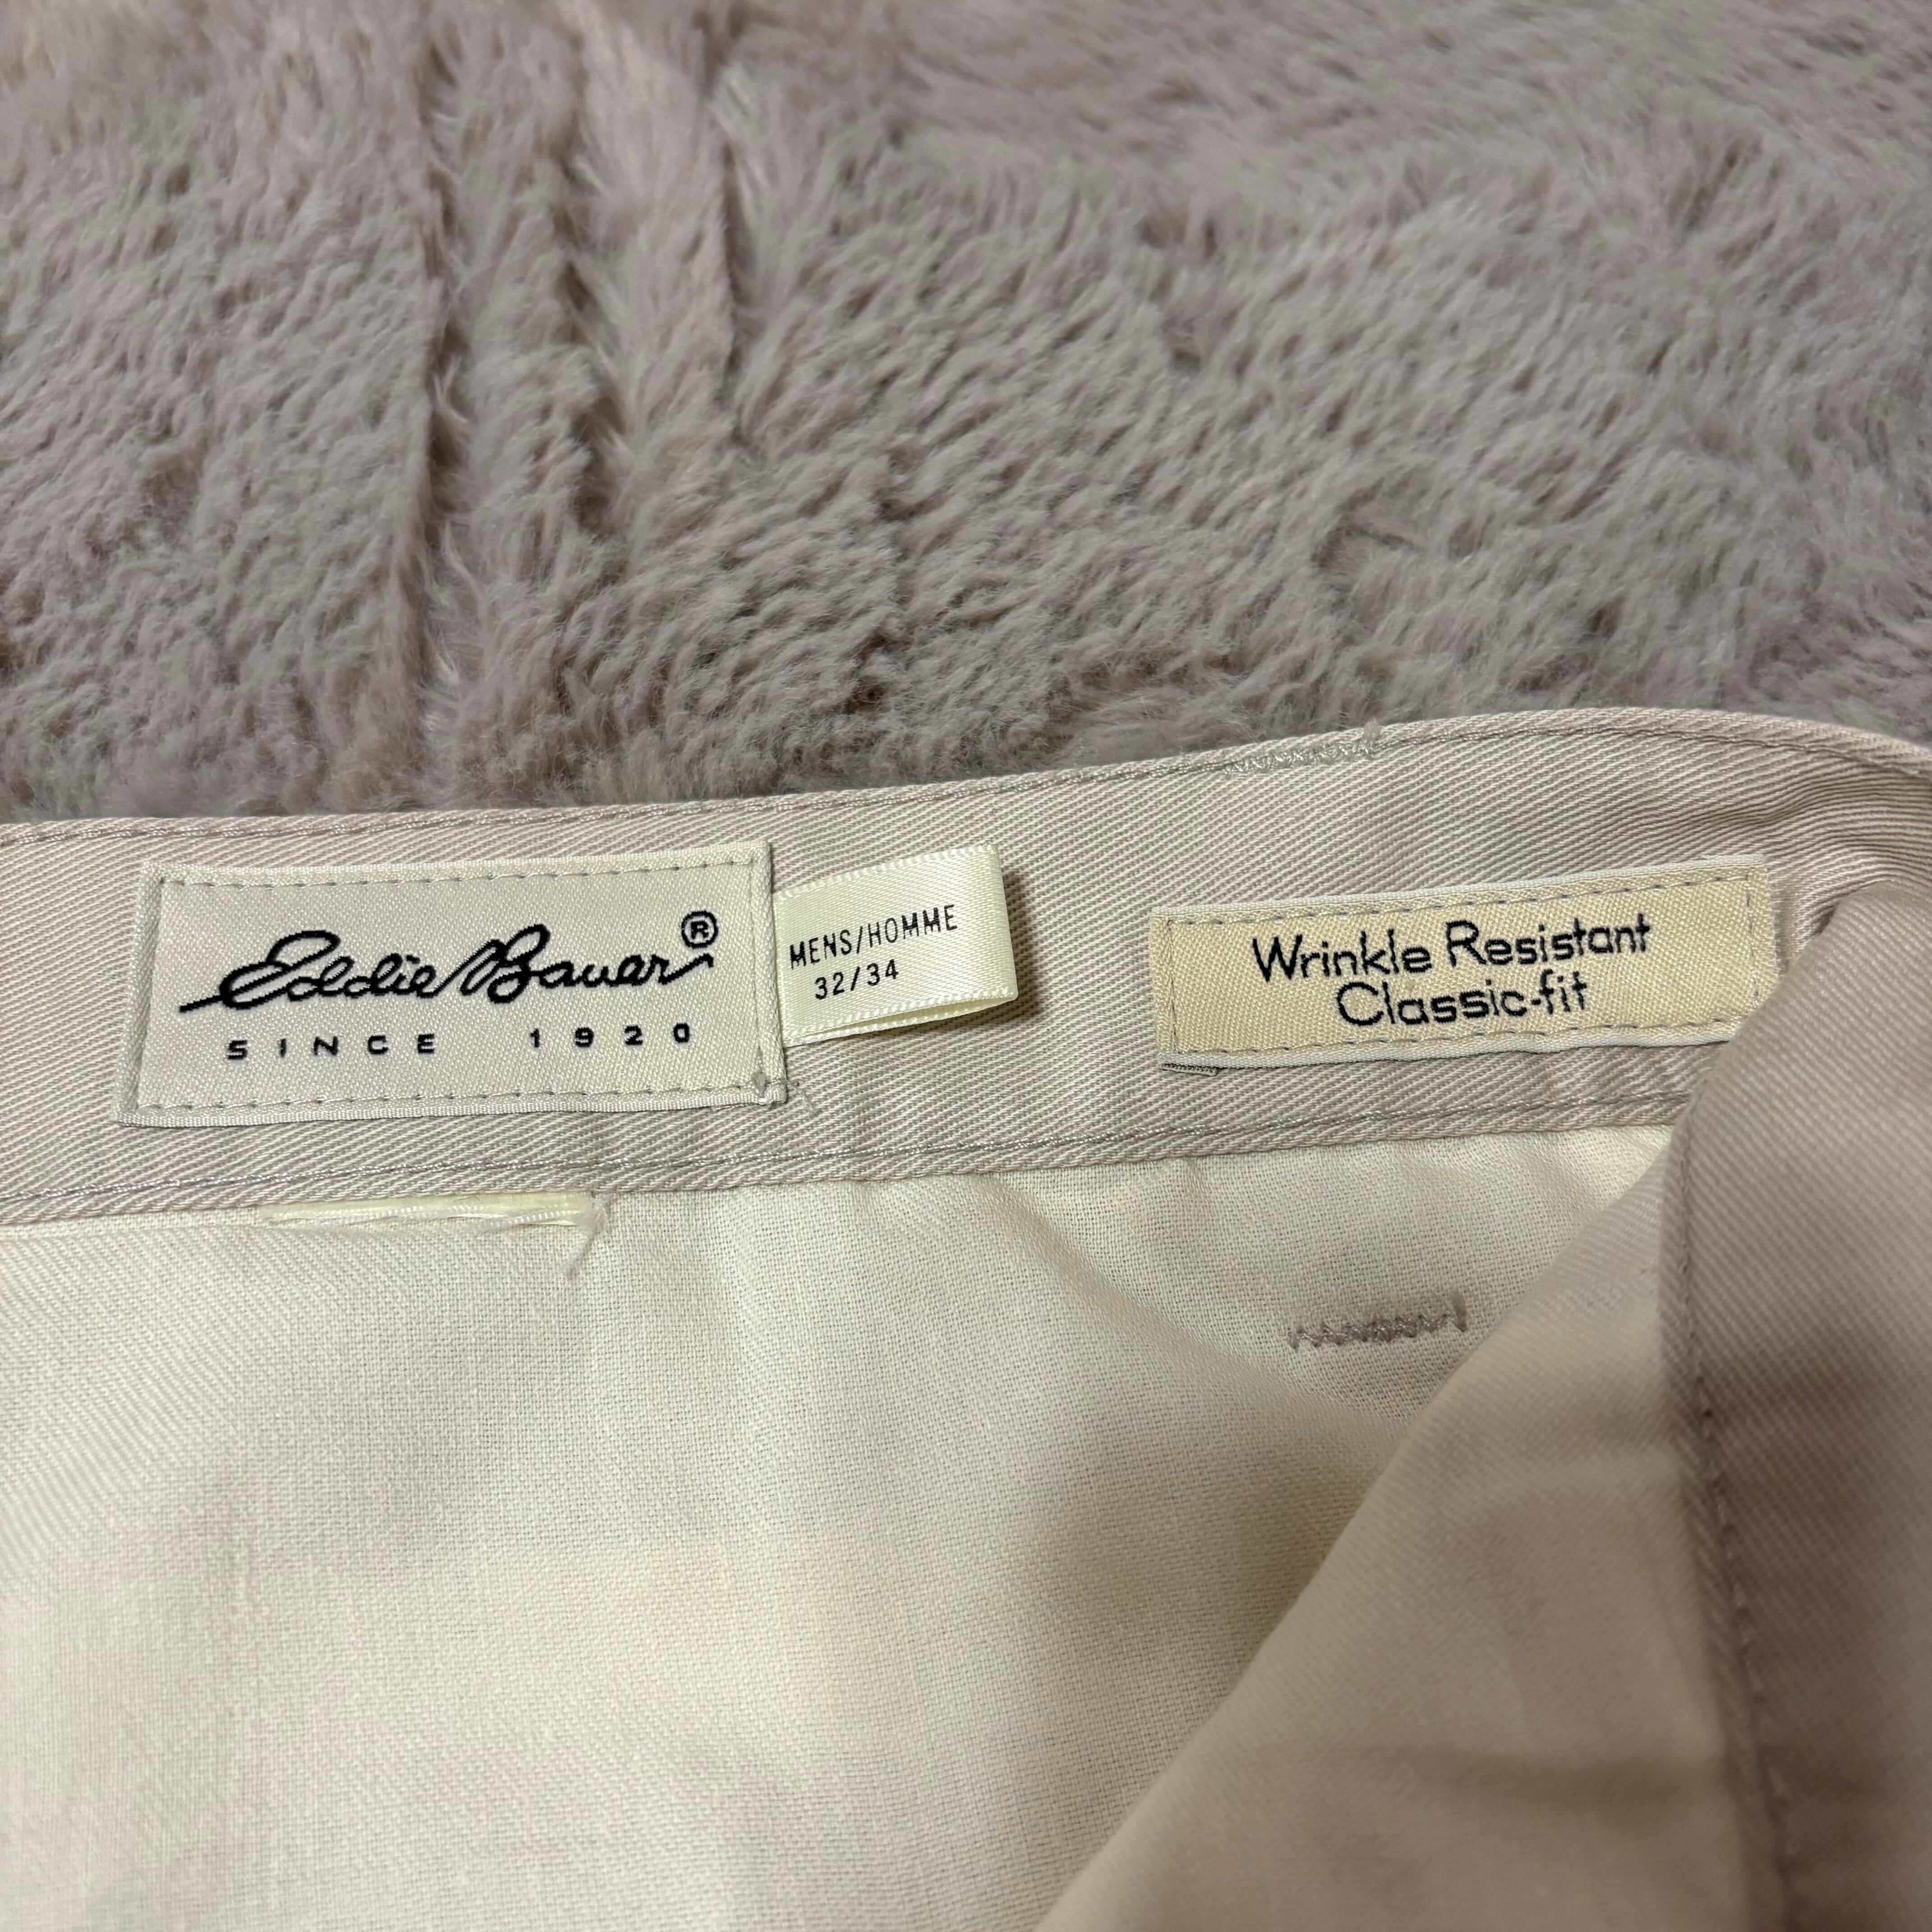 Eddie Bauer®
SINCE 1920
MENS/HOMME
32/34
Wrinkle Resistant
Classic-fit